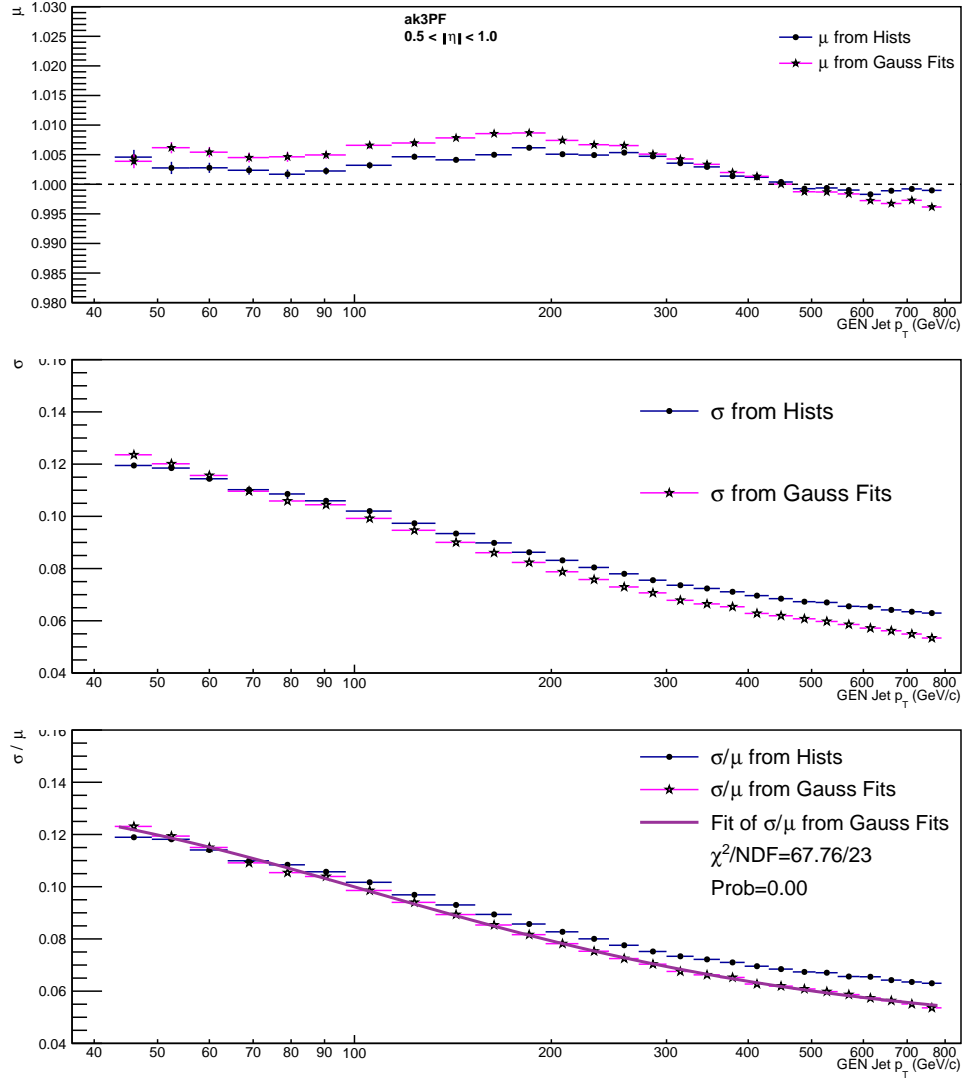 μ
ak3PF
0.5 < |η| < 1.0
μ from Hists
μ from Gauss Fits
1.030
1.025
1.020
1.015
1.010
1.005
1.000
0.995
0.990
0.985
0.980
40 50 60 70 80 90 100 200 300 400 500 600 700 800
GEN Jet p_T (GeV/c)
σ
σ from Hists
σ from Gauss Fits
0.16
0.14
0.12
0.10
0.08
0.06
0.04
40 50 60 70 80 90 100 200 300 400 500 600 700 800
GEN Jet p_T (GeV/c)
σ / μ
σ/μ from Hists
σ/μ from Gauss Fits
Fit of σ/μ from Gauss Fits
χ²/NDF=67.76/23
Prob=0.00
0.16
0.14
0.12
0.10
0.08
0.06
0.04
40 50 60 70 80 90 100 200 300 400 500 600 700 800
GEN Jet p_T (GeV/c)